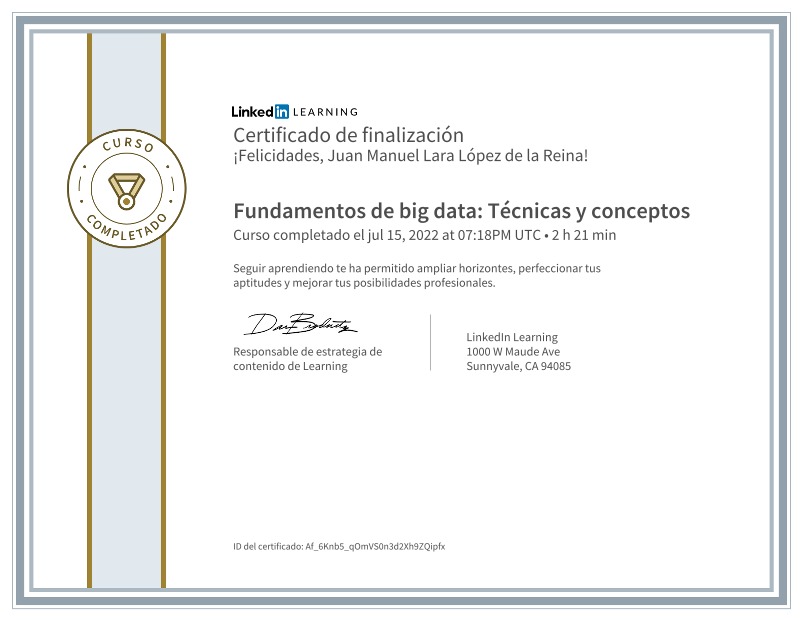 CURSO
COMPLETADO
Linked in LEARNING
Certificado de finalización
¡Felicidades, Juan Manuel Lara López de la Reina!
Fundamentos de big data: Técnicas y conceptos
Curso completado el jul 15, 2022 at 07:18PM UTC • 2 h 21 min
Seguir aprendiendo te ha permitido ampliar horizontes, perfeccionar tus
aptitudes y mejorar tus posibilidades profesionales.
Responsable de estrategia de
contenido de Learning
LinkedIn Learning
1000 W Maude Ave
Sunnyvale, CA 94085
ID del certificado: Af_6Knb5_qOmVS0n3d2Xh9ZQipfx